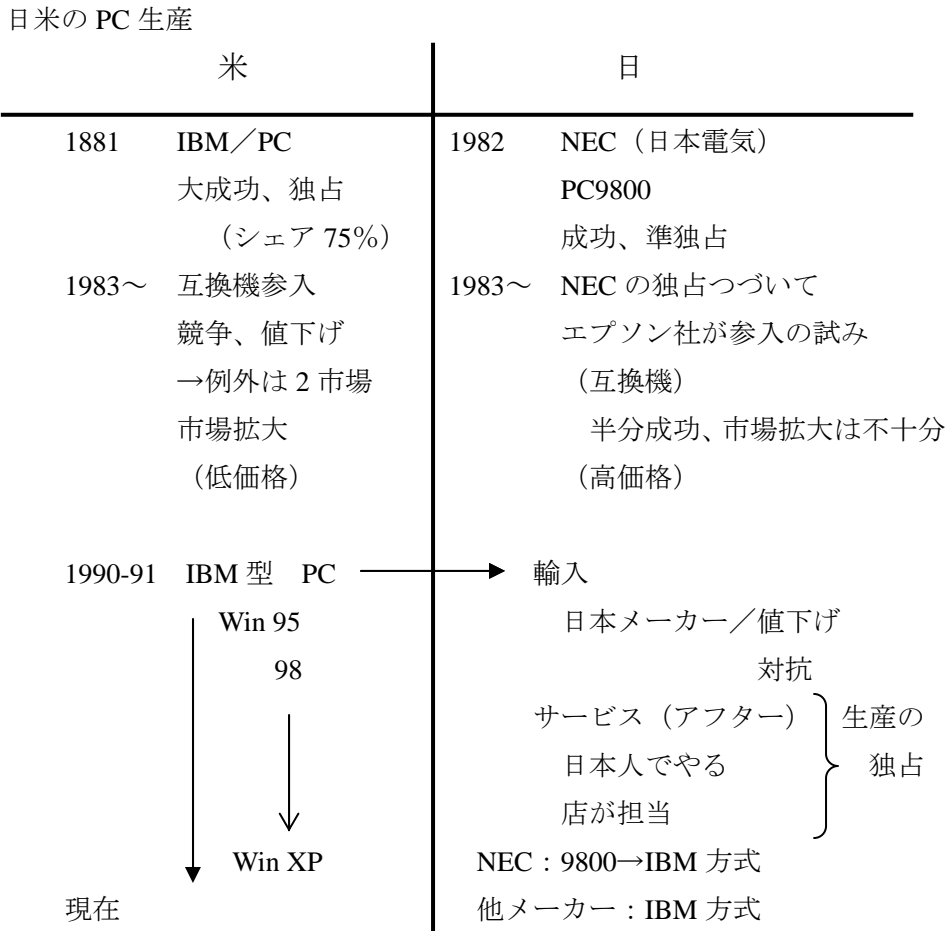 日米の PC 生産
米 日
1881 IBM／PC 1982 NEC（日本電気）
大成功、独占 PC9800
（シェア 75％） 成功、準独占
1983～ 互換機参入 1983～ NEC の独占つづいて
競争、値下げ エプソン社が参入の試み
→例外は 2 市場 （互換機）
市場拡大 半分成功、市場拡大は不十分
（低価格） （高価格）
1990-91 IBM 型 PC 輸入
Win 95 日本メーカー／値下げ
98 対抗
サービス（アフター） 生産の
日本人でやる 独占
店が担当
Win XP NEC：9800→IBM 方式
現在 他メーカー：IBM 方式